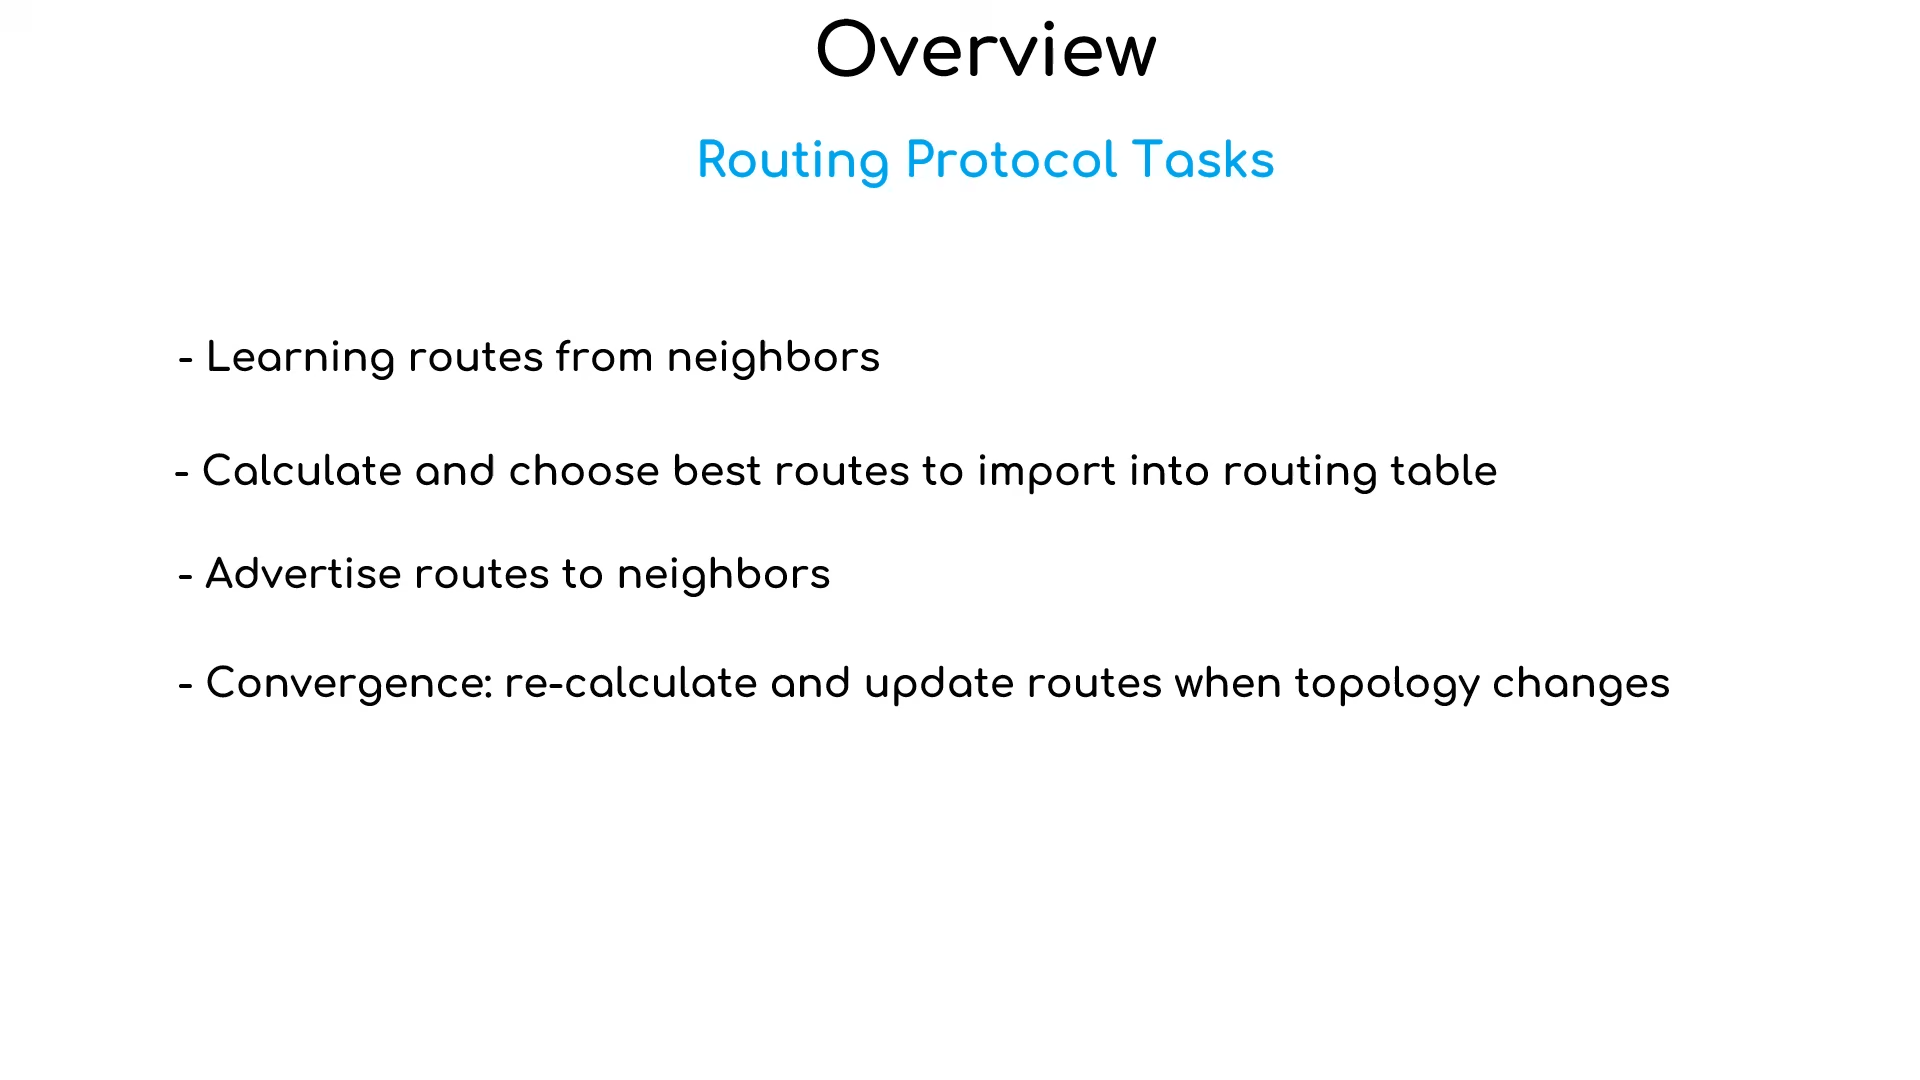 Overview
Routing Protocol Tasks
- Learning routes from neighbors
- Calculate and choose best routes to import into routing table
- Advertise routes to neighbors
- Convergence: re-calculate and update routes when topology changes